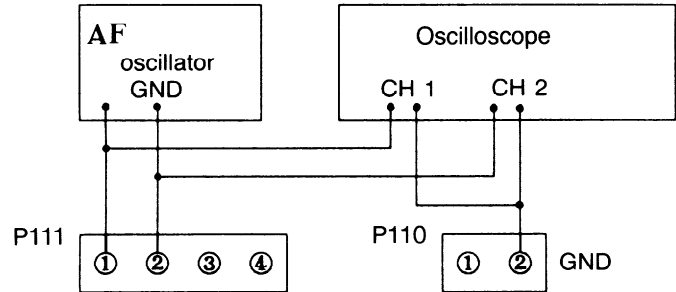 AF
oscillator
GND
Oscilloscope
CH 1 CH 2
P111
① ② ③ ④
P110
① ② GND